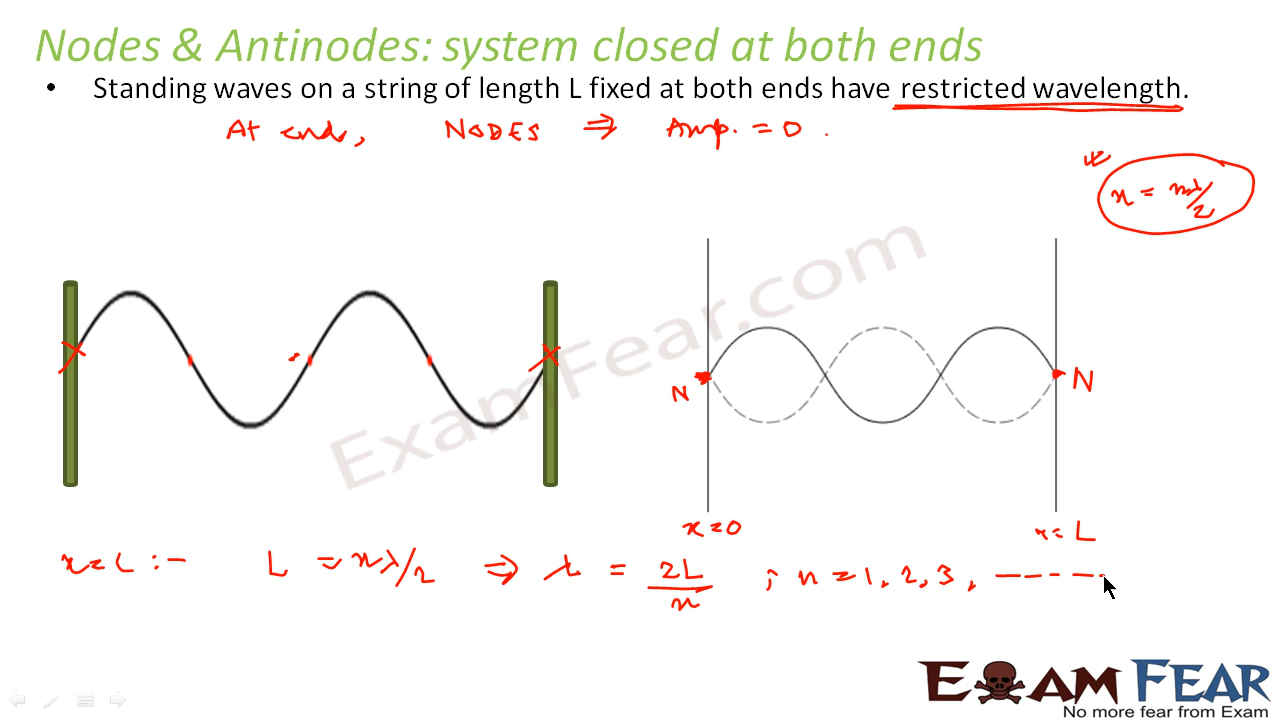 Nodes & Antinodes: system closed at both ends
• Standing waves on a string of length L fixed at both ends have restricted wavelength.
At ends, NODES ⇒ Amp. = 0 .
x = nλ/2
ExamFear.com
N
N
x=0
x=L
x=L :- L = nλ/2 ⇒ λ = 2L/n ; n=1, 2, 3, -----
EXAM FEAR
No more fear from Exam